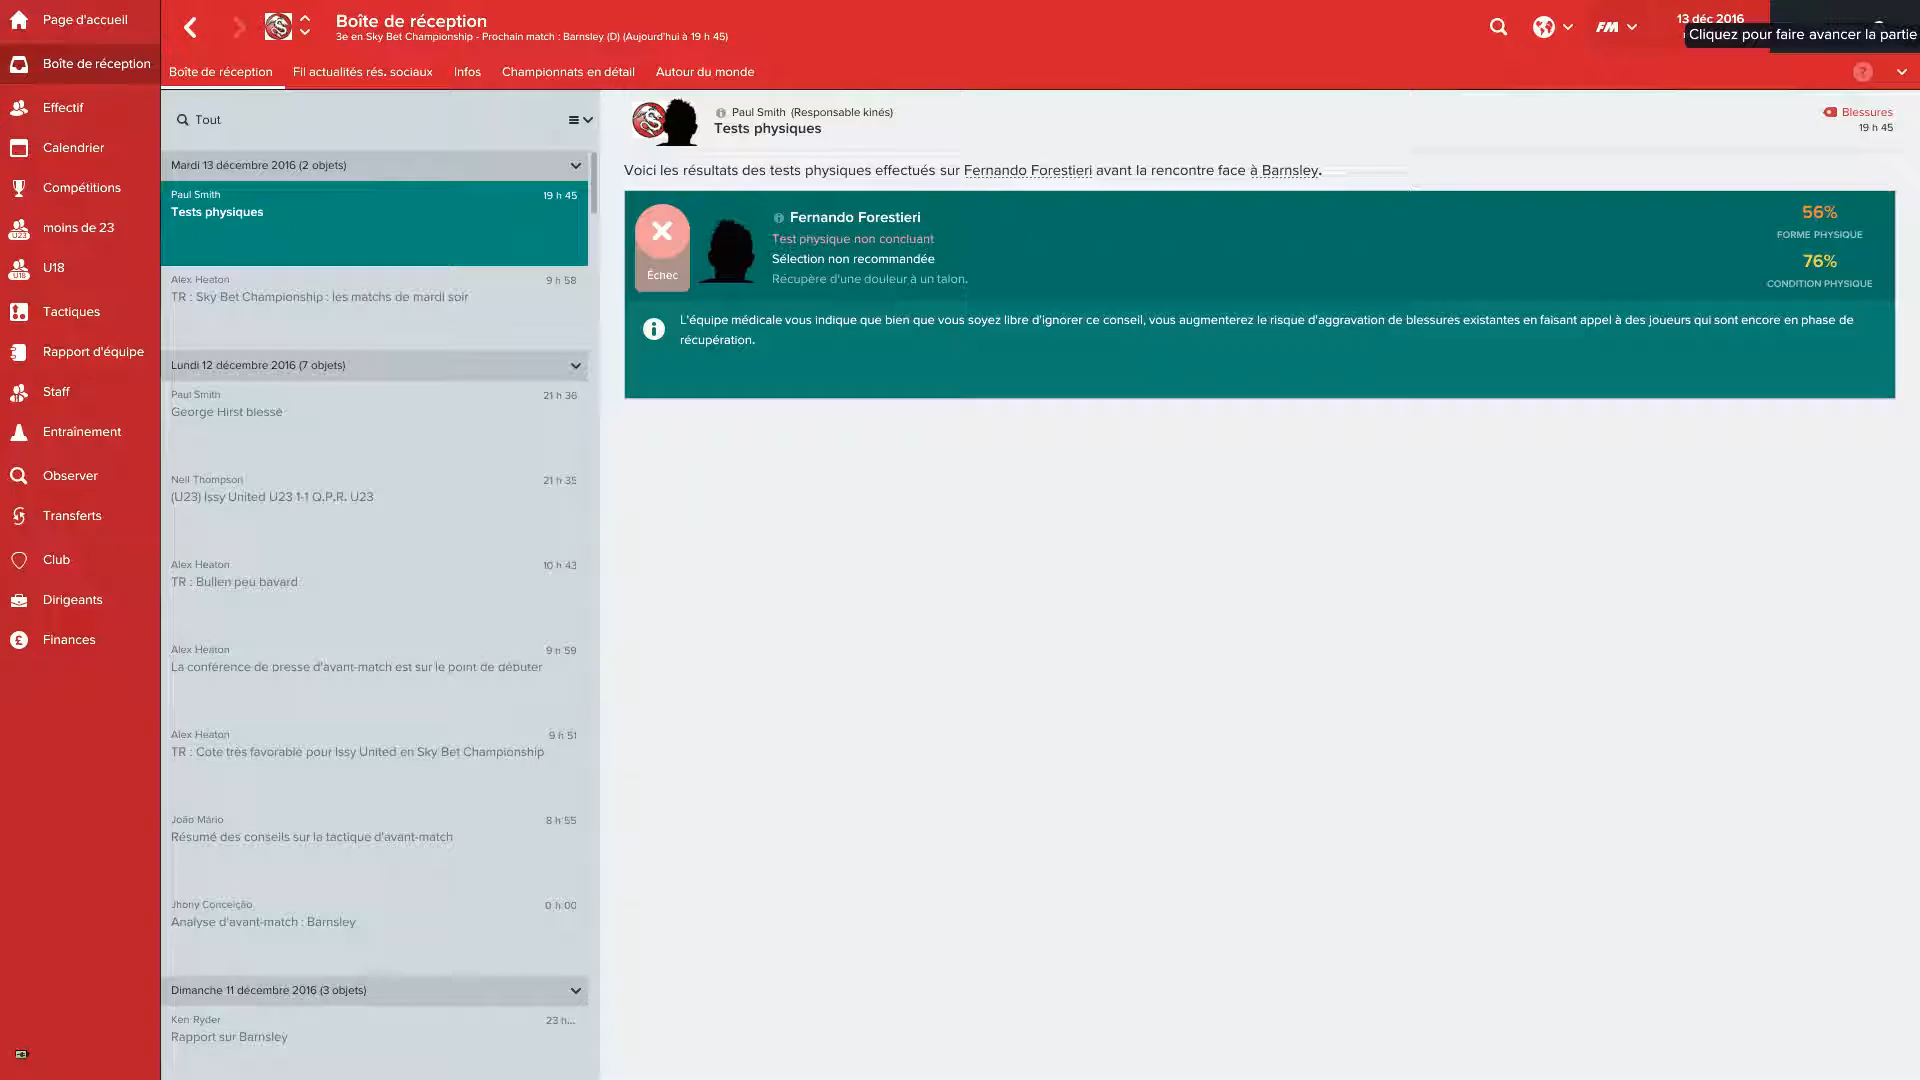 Page d'accueil
Boîte de réception
Effectif
Calendrier
Compétitions
moins de 23
U23
U18
U18
Tactiques
Rapport d'équipe
Staff
Entraînement
Observer
Transferts
Club
Dirigeants
Finances
Boîte de réception
3e en Sky Bet Championship - Prochain match : Barnsley (D) (Aujourd'hui à 19 h 45)
FM
13 déc 2016
Cliquez pour faire avancer la partie
Boîte de réception
Fil actualités rés. sociaux
Infos
Championnats en détail
Autour du monde
?
Tout
Mardi 13 décembre 2016 (2 objets)
Paul Smith 19 h 45
Tests physiques
Alex Heaton 9 h 58
TR : Sky Bet Championship : les matchs de mardi soir
Lundi 12 décembre 2016 (7 objets)
Paul Smith 21 h 36
George Hirst blessé
Neil Thompson 21 h 35
(U23) Issy United U23 1-1 Q.P.R. U23
Alex Heaton 10 h 43
TR : Bullen peu bavard
Alex Heaton 9 h 59
La conférence de presse d'avant-match est sur le point de débuter
Alex Heaton 9 h 51
TR : Cote très favorable pour Issy United en Sky Bet Championship
João Mário 8 h 55
Résumé des conseils sur la tactique d'avant-match
Jhony Conceição 0 h 00
Analyse d'avant-match : Barnsley
Dimanche 11 décembre 2016 (3 objets)
Ken Ryder 23 h...
Rapport sur Barnsley
Paul Smith (Responsable kinés)
Tests physiques
Blessures
19 h 45
Voici les résultats des tests physiques effectués sur Fernando Forestieri avant la rencontre face à Barnsley.
Échec
Fernando Forestieri
Test physique non concluant
Sélection non recommandée
Récupère d'une douleur à un talon.
56%
FORME PHYSIQUE
76%
CONDITION PHYSIQUE
L'équipe médicale vous indique que bien que vous soyez libre d'ignorer ce conseil, vous augmenterez le risque d'aggravation de blessures existantes en faisant appel à des joueurs qui sont encore en phase de
récupération.